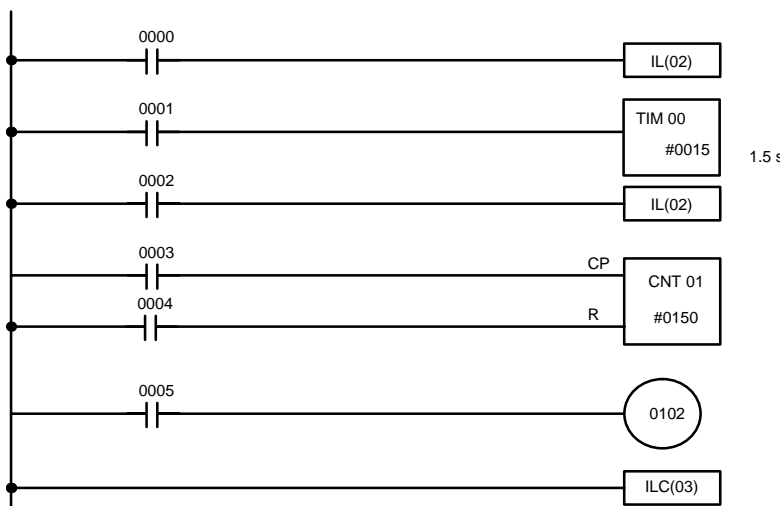 0000
IL(02)
0001
TIM 00
#0015
1.5 s
0002
IL(02)
0003
CP
CNT 01
0004
R
#0150
0005
0102
ILC(03)